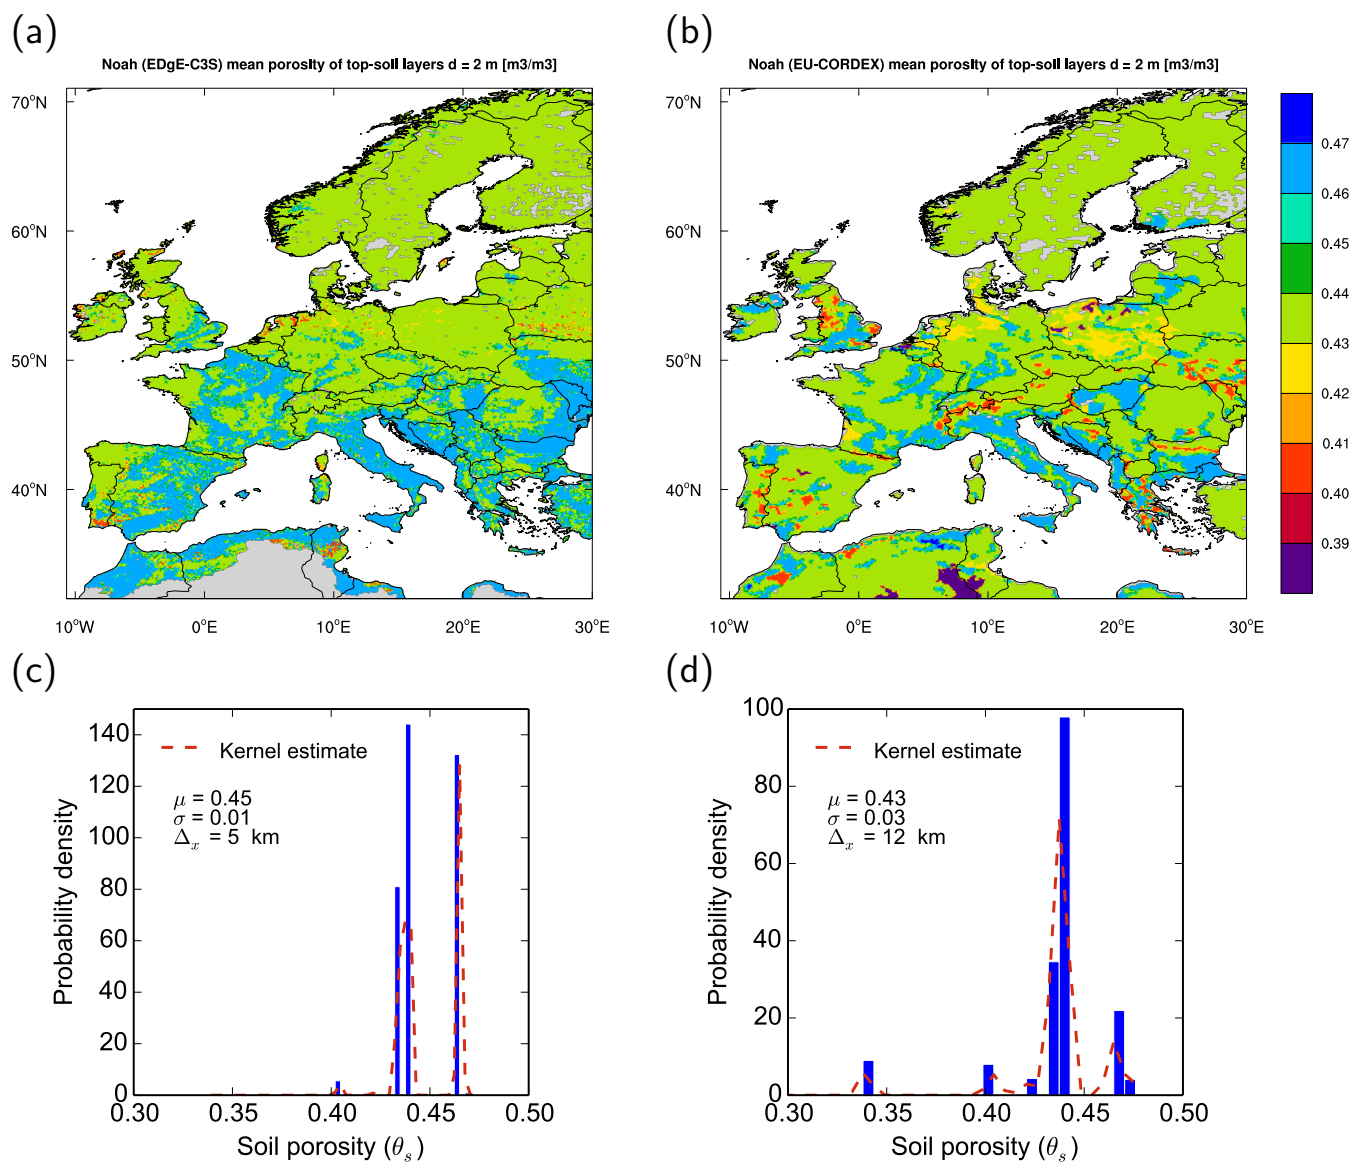 (a)
(b)
Noah (EDgE-C3S) mean porosity of top-soil layers d = 2 m [m3/m3]
Noah (EU-CORDEX) mean porosity of top-soil layers d = 2 m [m3/m3]
70°N
60°N
50°N
40°N
10°W 0°E 10°E 20°E 30°E
70°N
60°N
50°N
40°N
10°W 0°E 10°E 20°E 30°E
0.47
0.46
0.45
0.44
0.43
0.42
0.41
0.40
0.39
(c)
(d)
Probability density
140
120
100
80
60
40
20
0
Kernel estimate
μ = 0.45
σ = 0.01
Δx = 5 km
0.30 0.35 0.40 0.45 0.50
Soil porosity (θs)
Probability density
100
80
60
40
20
0
Kernel estimate
μ = 0.43
σ = 0.03
Δx = 12 km
0.30 0.35 0.40 0.45 0.50
Soil porosity (θs)